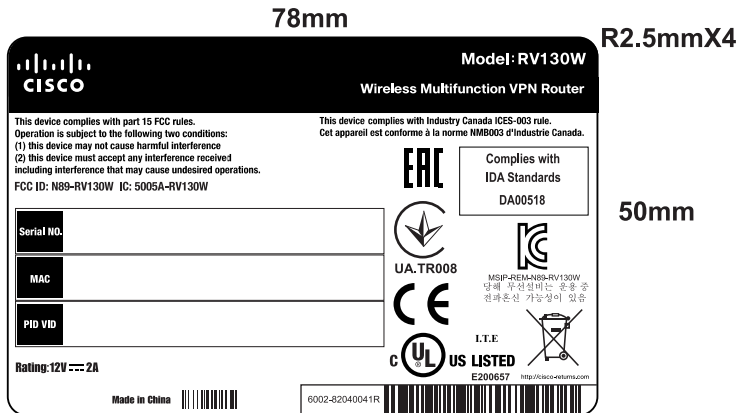 78mm
R2.5mmX4
CISCO
Model:RV130W
Wireless Multifunction VPN Router
This device complies with part 15 FCC rules.
Operation is subject to the following two conditions:
(1) this device may not cause harmful interference
(2) this device must accept any interference received
including interference that may cause undesired operations.
FCC ID: N89-RV130W IC: 5005A-RV130W
This device complies with Industry Canada ICES-003 rule.
Cet appareil est conforme à la norme NMB003 d'Industrie Canada.
EAC
Complies with
IDA Standards
DA00518
50mm
Serial NO.
MAC
PID VID
UA.TR008
KC
MSIP-REM-N89-RV130W
당해 무선설비는 운용 중
전파혼신 가능성이 있음
CE
I.T.E
C UL US LISTED
E200657
http://cisco-returns.com
Rating:12V ⎓ 2A
Made in China
6002-82040041R